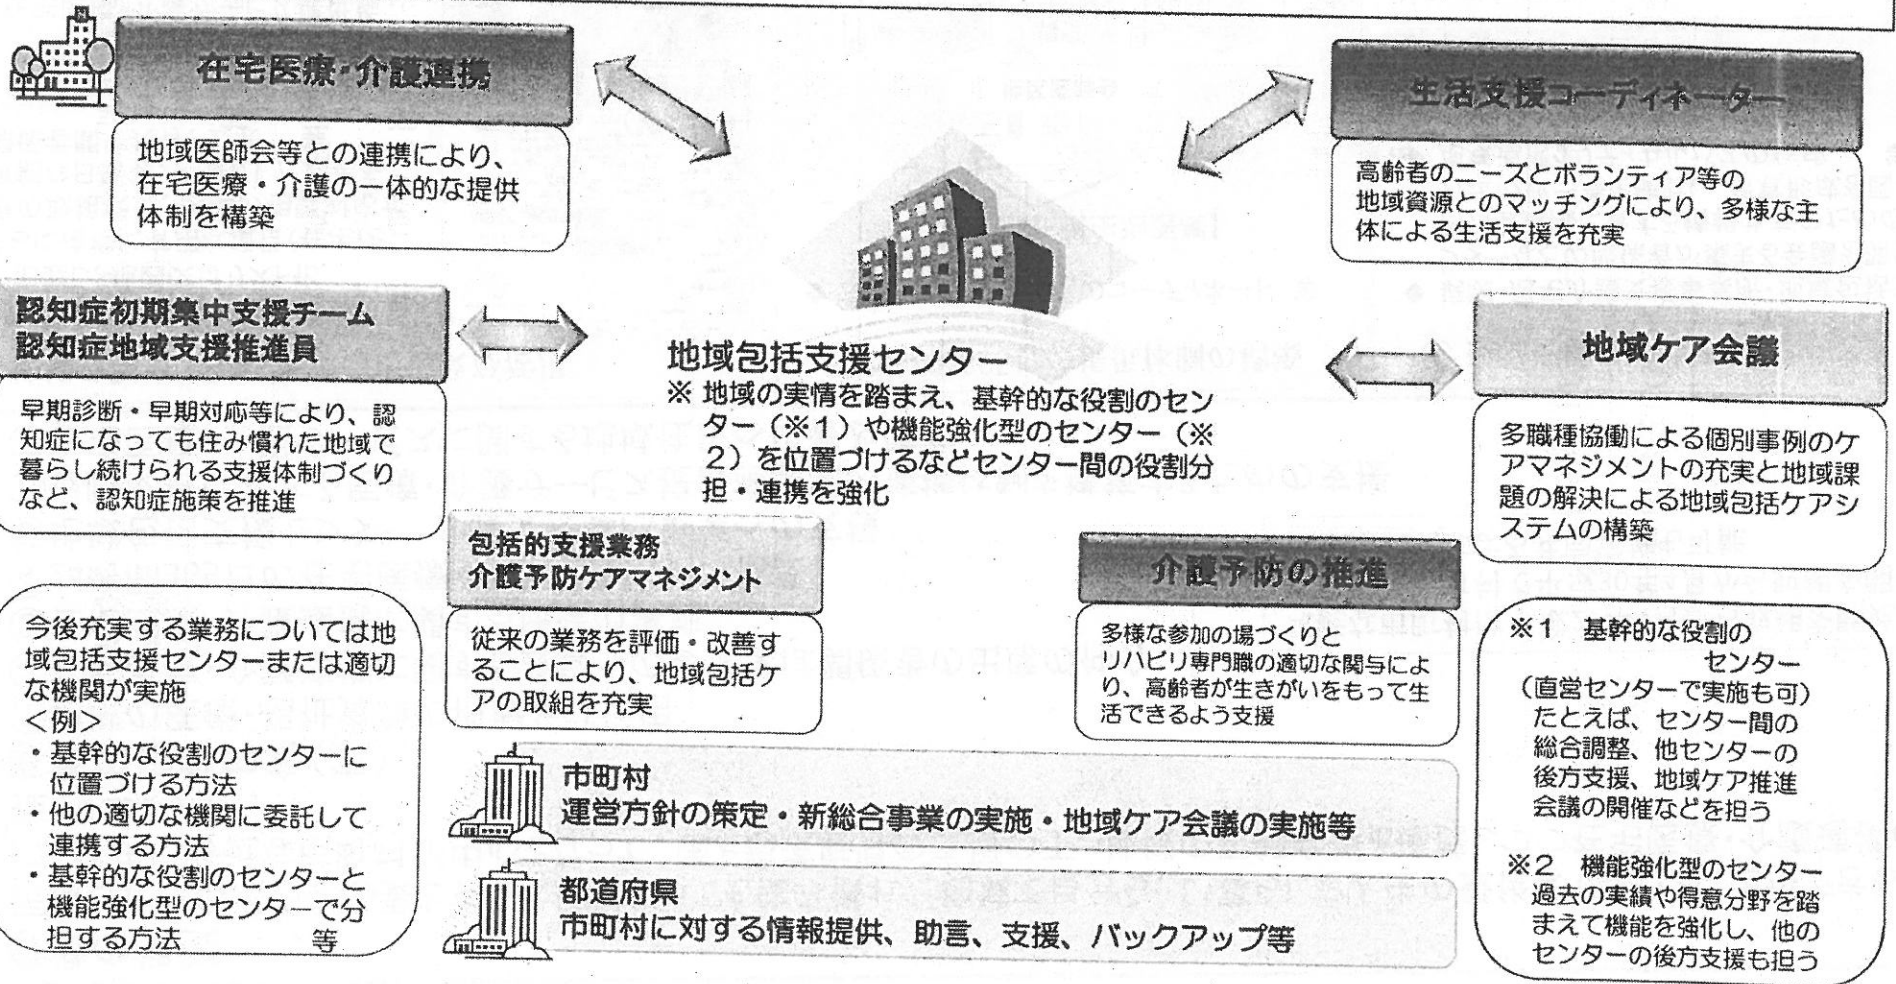 在宅医療・介護連携
地域医師会等との連携により、
在宅医療・介護の一体的な提供
体制を構築
生活支援コーディネーター
高齢者のニーズとボランティア等の
地域資源とのマッチングにより、多様な主
体による生活支援を充実
認知症初期集中支援チーム
認知症地域支援推進員
早期診断・早期対応等により、認
知症になっても住み慣れた地域で
暮らし続けられる支援体制づくり
など、認知症施策を推進
地域包括支援センター
※ 地域の実情を踏まえ、基幹的な役割のセン
ター（※１）や機能強化型のセンター（※
２）を位置づけるなどセンター間の役割分
担・連携を強化
地域ケア会議
多職種協働による個別事例のケ
アマネジメントの充実と地域課
題の解決による地域包括ケアシ
ステムの構築
包括的支援業務
介護予防ケアマネジメント
従来の業務を評価・改善す
ることにより、地域包括ケ
アの取組を充実
介護予防の推進
多様な参加の場づくりと
リハビリ専門職の適切な関与によ
り、高齢者が生きがいをもって生
活できるよう支援
今後充実する業務については地
域包括支援センターまたは適切
な機関が実施
＜例＞
・基幹的な役割のセンターに
位置づける方法
・他の適切な機関に委託して
連携する方法
・基幹的な役割のセンターと
機能強化型のセンターで分
担する方法 等
市町村
運営方針の策定・新総合事業の実施・地域ケア会議の実施等
都道府県
市町村に対する情報提供、助言、支援、バックアップ等
※１ 基幹的な役割の
センター
（直営センターで実施も可）
たとえば、センター間の
総合調整、他センターの
後方支援、地域ケア推進
会議の開催などを担う
※２ 機能強化型のセンター
過去の実績や得意分野を踏
まえて機能を強化し、他の
センターの後方支援も担う